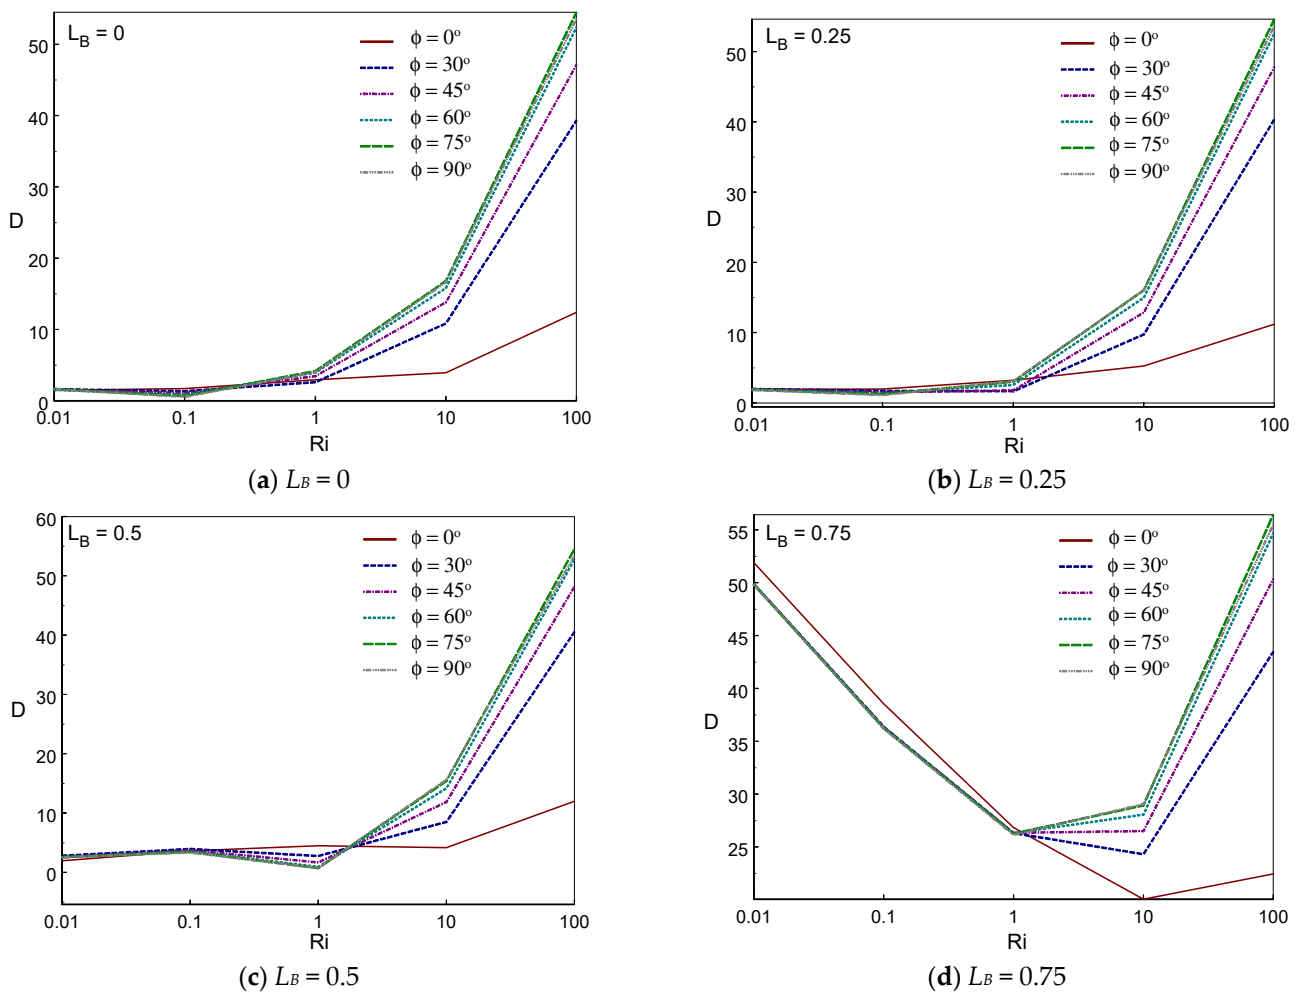 L_B = 0
ϕ = 0°
ϕ = 30°
ϕ = 45°
ϕ = 60°
ϕ = 75°
ϕ = 90°
50
40
30
20
10
0
D
0.01 0.1 1 10 100
Ri
(a) L_B = 0
L_B = 0.25
ϕ = 0°
ϕ = 30°
ϕ = 45°
ϕ = 60°
ϕ = 75°
ϕ = 90°
50
40
30
20
10
0
D
0.01 0.1 1 10 100
Ri
(b) L_B = 0.25
L_B = 0.5
ϕ = 0°
ϕ = 30°
ϕ = 45°
ϕ = 60°
ϕ = 75°
ϕ = 90°
60
50
40
30
20
10
0
D
0.01 0.1 1 10 100
Ri
(c) L_B = 0.5
L_B = 0.75
ϕ = 0°
ϕ = 30°
ϕ = 45°
ϕ = 60°
ϕ = 75°
ϕ = 90°
55
50
45
40
35
30
25
D
0.01 0.1 1 10 100
Ri
(d) L_B = 0.75